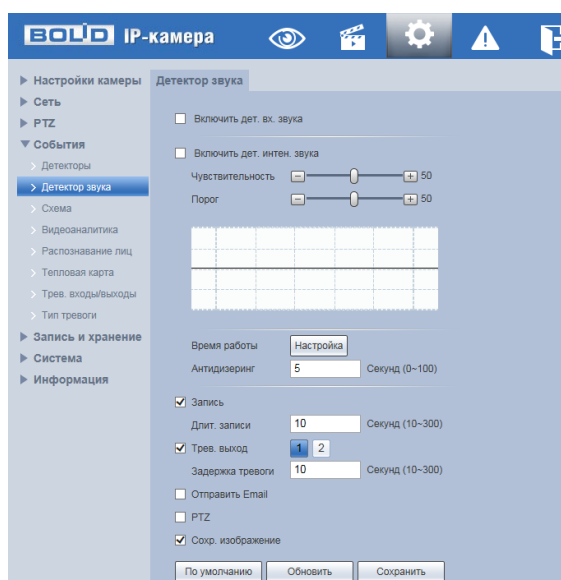 BOLID IP-камера
Настройки камеры
Сеть
PTZ
События
Детекторы
Детектор звука
Схема
Видеоаналитика
Распознавание лиц
Тепловая карта
Трев. входы/выходы
Тип тревоги
Запись и хранение
Система
Информация
Детектор звука
Включить дет. вх. звука
Включить дет. интен. звука
Чувствительность 50
Порог 50
Время работы Настройка
Антидизеринг 5 Секунд (0~100)
Запись
Длит. записи 10 Секунд (10~300)
Трев. выход 1 2
Задержка тревоги 10 Секунд (10~300)
Отправить Email
PTZ
Сохр. изображение
По умолчанию Обновить Сохранить